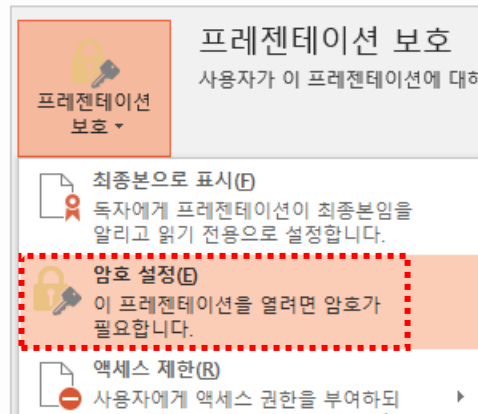 프레젠테이션 보호
사용자가 이 프레젠테이션에 대하
프레젠테이션
보호
최종본으로 표시(F)
독자에게 프레젠테이션이 최종본임을
알리고 읽기 전용으로 설정합니다.
암호 설정(E)
이 프레젠테이션을 열려면 암호가
필요합니다.
액세스 제한(R)
사용자에게 액세스 권한을 부여하되